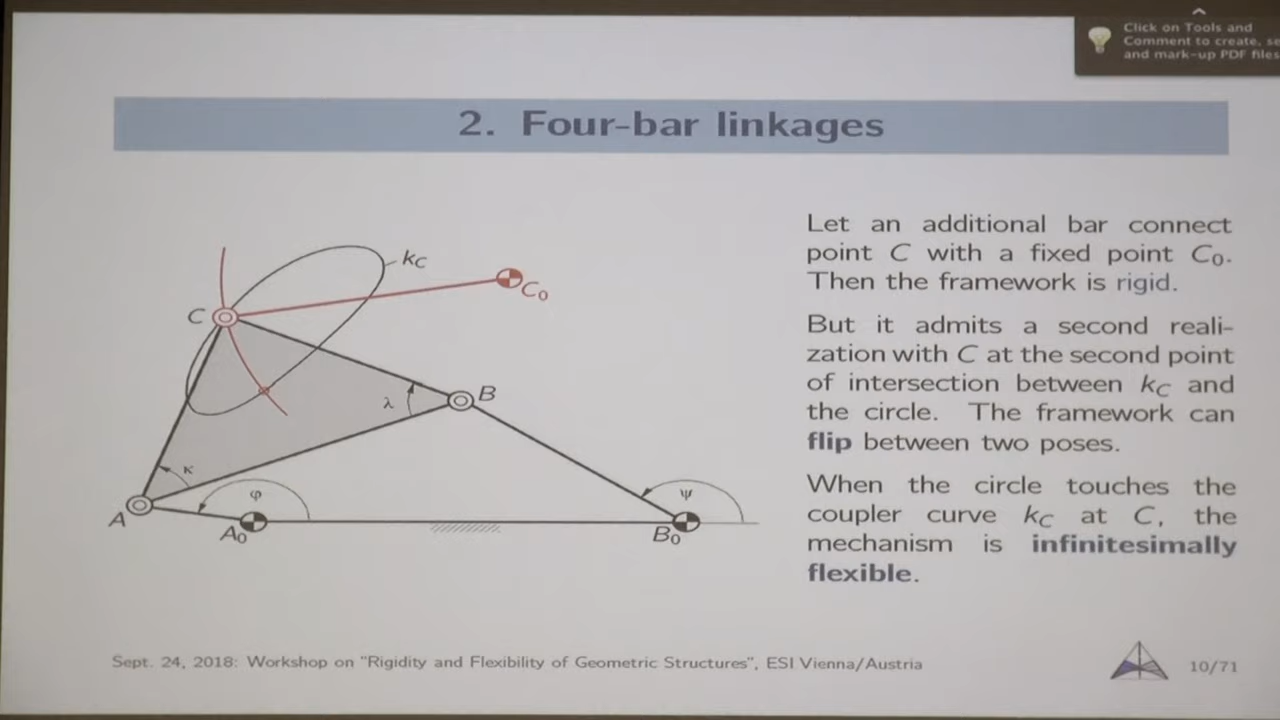 Click on Tools and
Comment to create, se
and mark-up PDF files
2. Four-bar linkages
Let an additional bar connect
point C with a fixed point C₀.
Then the framework is rigid.
But it admits a second reali-
zation with C at the second point
of intersection between k_C and
the circle. The framework can
flip between two poses.
When the circle touches the
coupler curve k_C at C, the
mechanism is infinitesimally
flexible.
k_C
C₀
C
B
λ
κ
φ
ψ
A
A₀
B₀
Sept. 24, 2018: Workshop on "Rigidity and Flexibility of Geometric Structures", ESI Vienna/Austria
10/71